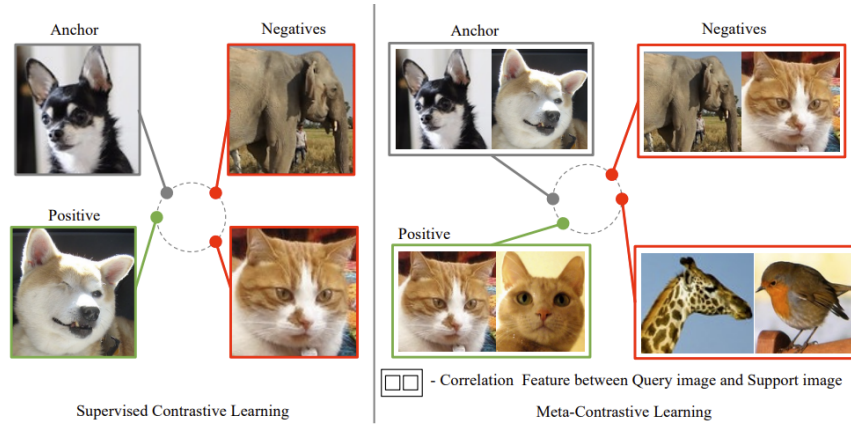 Anchor
Negatives
Positive
Supervised Contrastive Learning
Anchor
Negatives
Positive
- Correlation Feature between Query image and Support image
Meta-Contrastive Learning